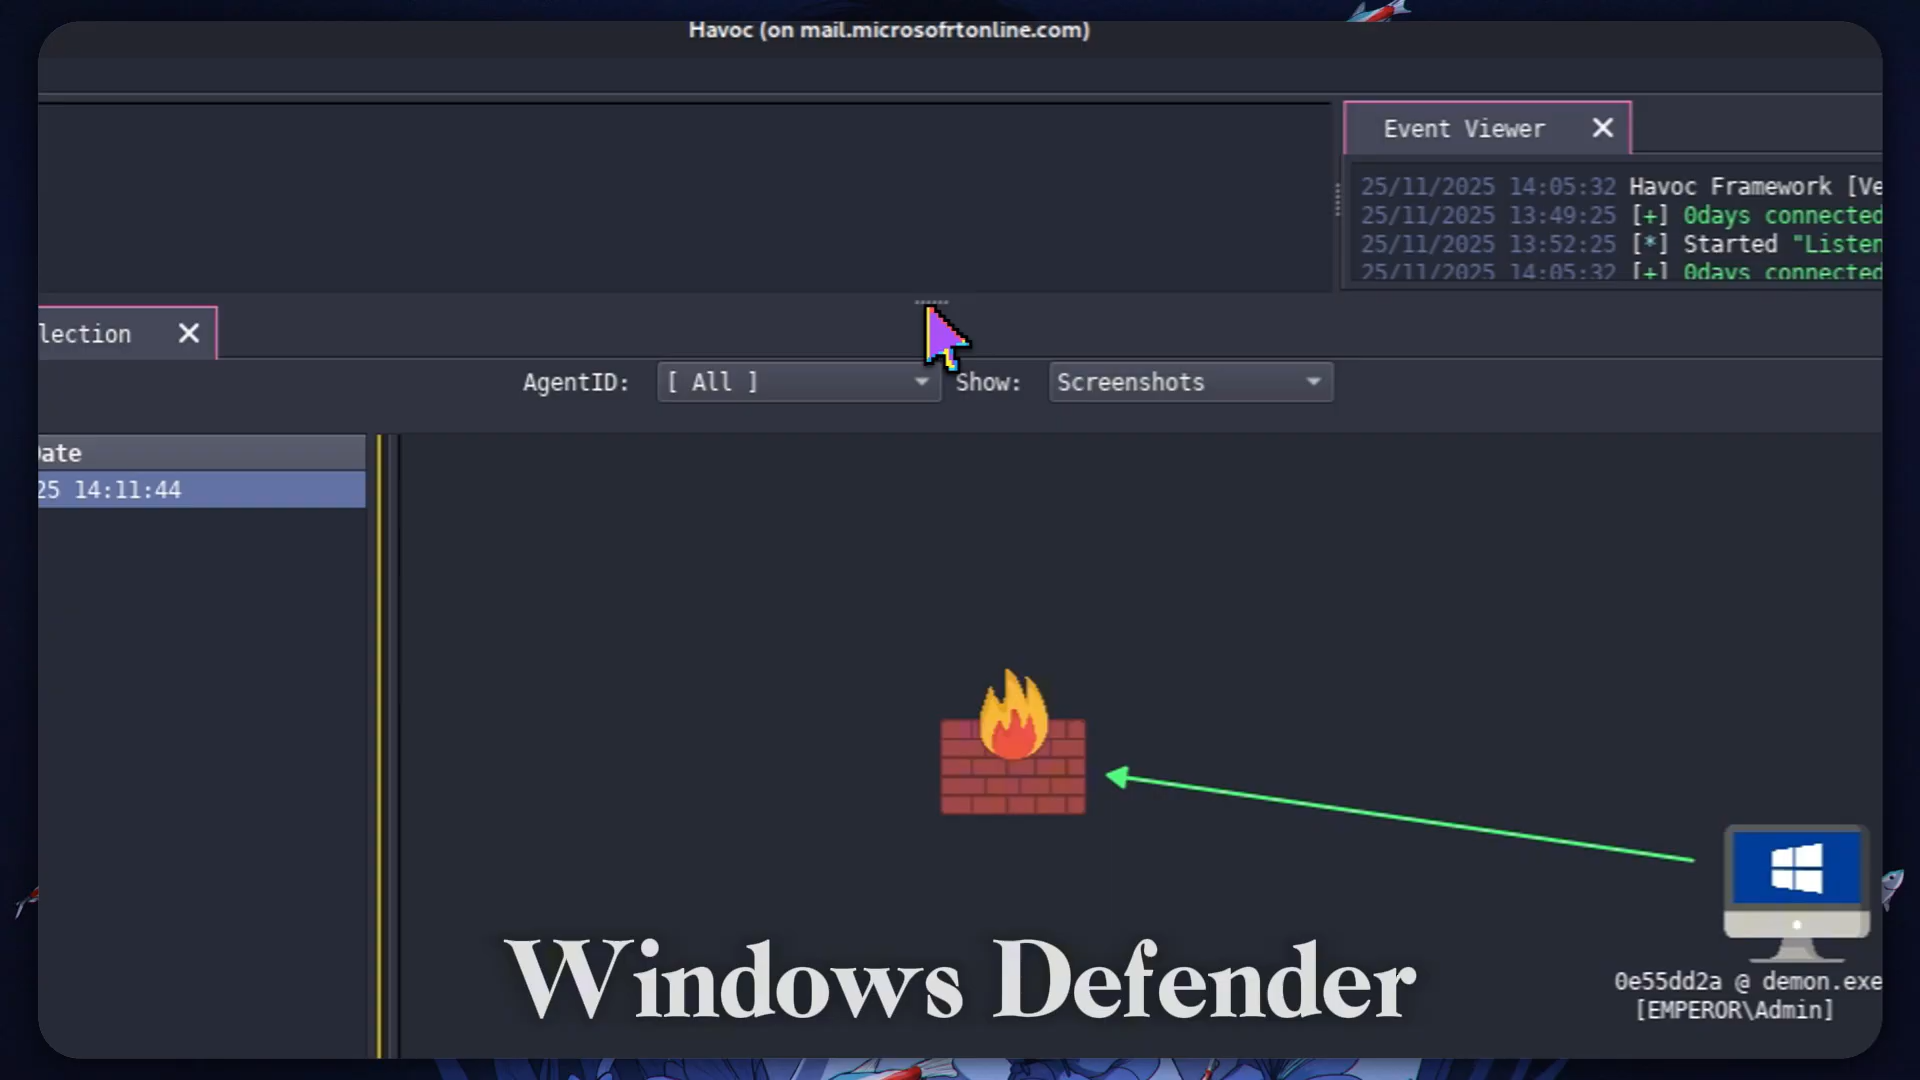 Havoc (on mail.microsofrtonline.com)
Event Viewer
25/11/2025 14:05:32 Havoc Framework [Ve
25/11/2025 13:49:25 [+] 0days connected
25/11/2025 13:52:25 [*] Started "Listen
25/11/2025 14:05:32 [+] 0days connected
lection
AgentID: [ All ] Show: Screenshots
Date
25 14:11:44
Windows Defender
0e55dd2a @ demon.exe
[EMPEROR\Admin]